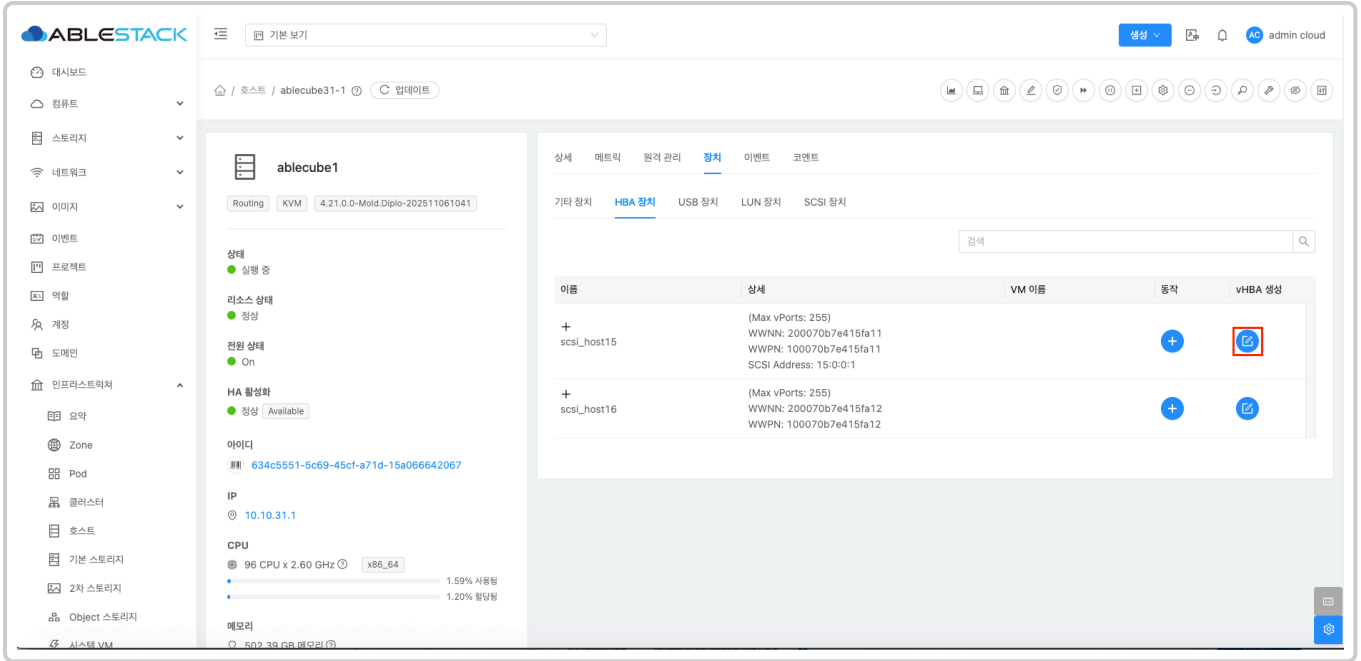 ABLESTACK
기본 보기
생성
AC
admin cloud
대시보드
컴퓨트
스토리지
네트워크
이미지
이벤트
프로젝트
역할
계정
도메인
인프라스트럭쳐
요약
Zone
Pod
클러스터
호스트
기본 스토리지
2차 스토리지
Object 스토리지
시스템 VM
/ 호스트 / ablecube31-1
업데이트
ablecube1
Routing
KVM
4.21.0.0-Mold.Diplo-202511061041
상태
실행 중
리소스 상태
정상
전원 상태
On
HA 활성화
정상 Available
아이디
634c5551-5c69-45cf-a71d-15a066642067
IP
10.10.31.1
CPU
96 CPU x 2.60 GHz x86_64
1.59% 사용됨
1.20% 할당됨
메모리
502.39 GB 메모리
상세 메트릭 원격 관리 장치 이벤트 코멘트
기타 장치 HBA 장치 USB 장치 LUN 장치 SCSI 장치
검색
이름 상세 VM 이름 동작 vHBA 생성
scsi_host15
(Max vPorts: 255)
WWNN: 200070b7e415fa11
WWPN: 100070b7e415fa11
SCSI Address: 15:0:0:1
scsi_host16
(Max vPorts: 255)
WWNN: 200070b7e415fa12
WWPN: 100070b7e415fa12